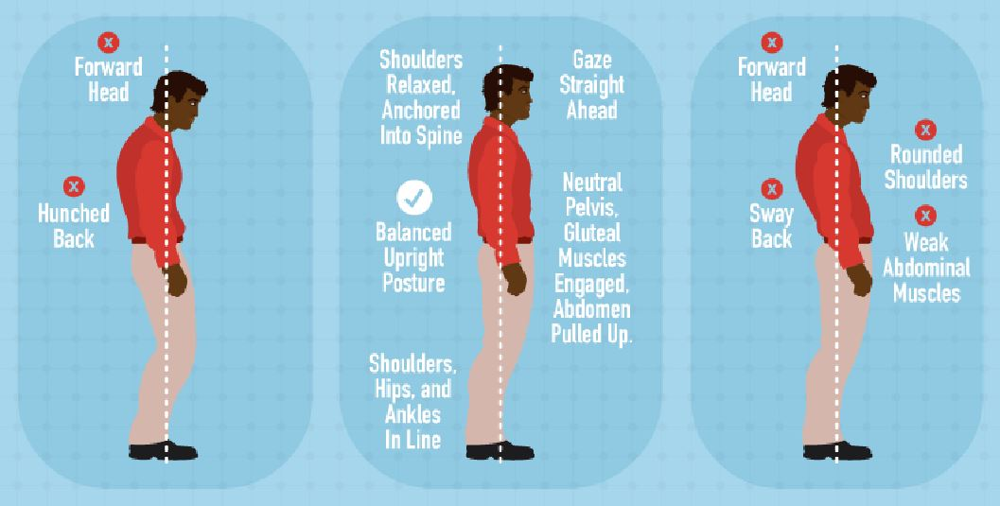 x
Forward
Head
x
Hunched
Back
Shoulders
Relaxed,
Anchored
Into Spine
Gaze
Straight
Ahead
Balanced
Upright
Posture
Neutral
Pelvis,
Gluteal
Muscles
Engaged,
Abdomen
Pulled Up.
Shoulders,
Hips, and
Ankles
In Line
x
Forward
Head
x
Rounded
Shoulders
x
Sway
Back
x
Weak
Abdominal
Muscles